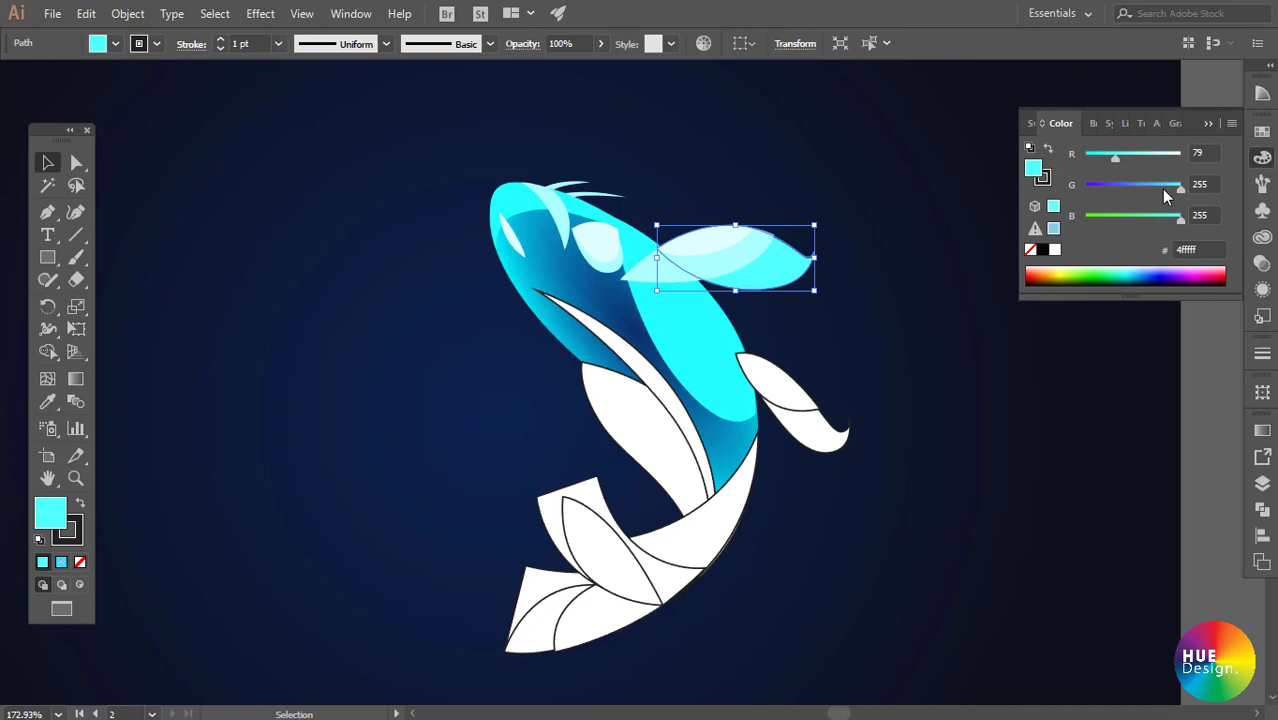 Ai File Edit Object Type Select Effect View Window Help Br St Essentials Search Adobe Stock
Path Stroke: 1 pt Uniform Basic Opacity: 100% Style: Transform
Color
R 79
G 255
B 255
# 4fffff
HUE
Design.
172.93% 2 Selection